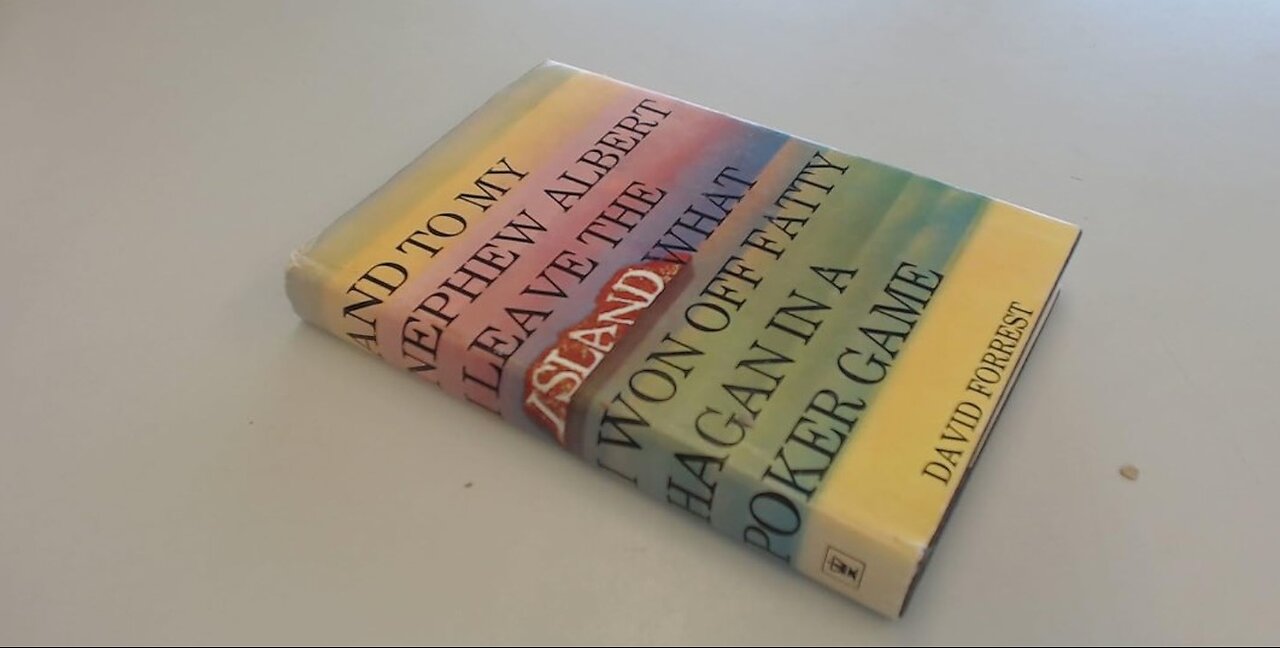 AND TO MY
NEPHEW ALBERT
I LEAVE THE
ISLAND WHAT
I WON OFF FATTY
HAGAN IN A
POKER GAME
DAVID FORREST